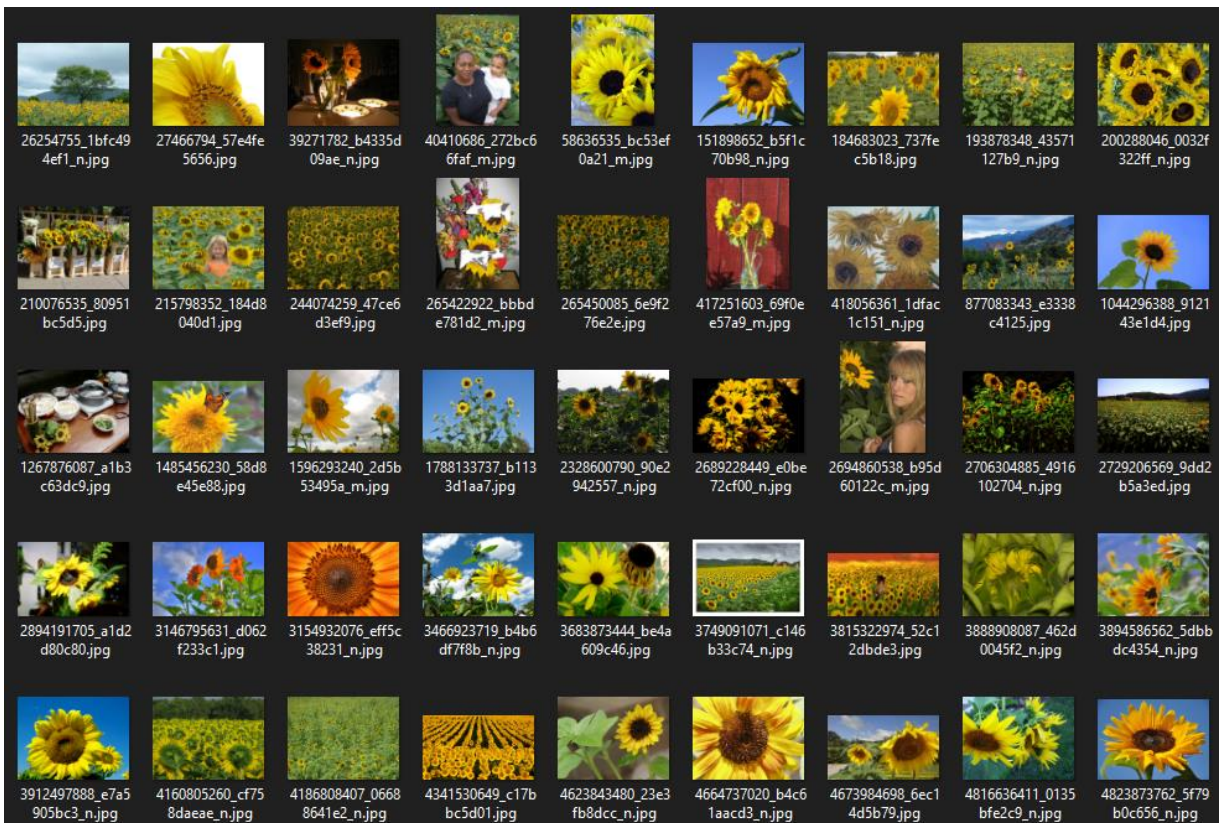 26254755_1bfc49
4ef1_n.jpg
27466794_57e4fe
5656.jpg
39271782_b4335d
09ae_n.jpg
40410686_272bc6
6faf_m.jpg
58636535_bc53ef
0a21_m.jpg
151898652_b5f1c
70b98_n.jpg
184683023_737fe
c5b18.jpg
193878348_43571
127b9_n.jpg
200288046_0032f
322ff_n.jpg
210076535_80951
bc5d5.jpg
215798352_184d8
040d1.jpg
244074259_47ce6
d3ef9.jpg
265422922_bbbd
e781d2_m.jpg
265450085_6e9f2
76e2e.jpg
417251603_69f0e
e57a9_m.jpg
418056361_1dfac
1c151_n.jpg
877083343_e3338
c4125.jpg
1044296388_9121
43e1d4.jpg
1267876087_a1b3
c63dc9.jpg
1485456230_58d8
e45e88.jpg
1596293240_2d5b
53495a_m.jpg
1788133737_b113
3d1aa7.jpg
2328600790_90e2
942557_n.jpg
2689228449_e0be
72cf00_n.jpg
2694860538_b95d
60122c_m.jpg
2706304885_4916
102704_n.jpg
2729206569_9dd2
b5a3ed.jpg
2894191705_a1d2
d80c80.jpg
3146795631_d062
f233c1.jpg
3154932076_eff5c
38231_n.jpg
3466923719_b4b6
df7f8b_n.jpg
3683873444_be4a
609c46.jpg
3749091071_c146
b33c74_n.jpg
3815322974_52c1
2dbde3.jpg
3888908087_462d
0045f2_n.jpg
3894586562_5dbb
dc4354_n.jpg
3912497888_e7a5
905bc3_n.jpg
4160805260_cf75
8daeae_n.jpg
4186808407_0668
8641e2_n.jpg
4341530649_c17b
bc5d01.jpg
4623843480_23e3
fb8dcc_n.jpg
4664737020_b4c6
1aacd3_n.jpg
4673984698_6ec1
4d5b79.jpg
4816636411_0135
bfe2c9_n.jpg
4823873762_5f79
b0c656_n.jpg